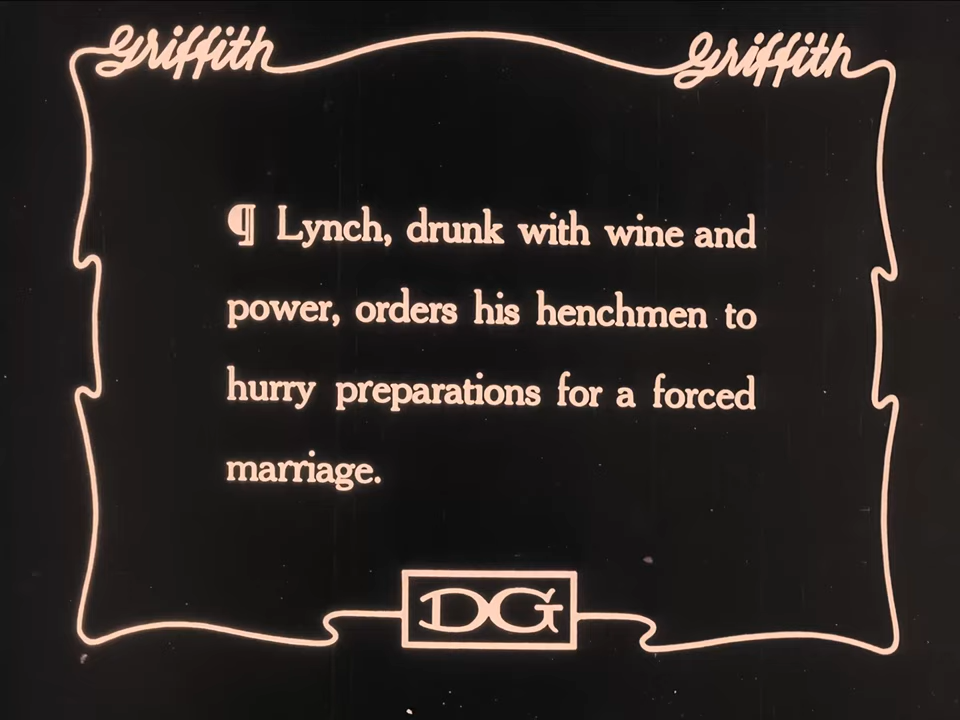 Griffith Griffith
¶ Lynch, drunk with wine and
power, orders his henchmen to
hurry preparations for a forced
marriage.
DG